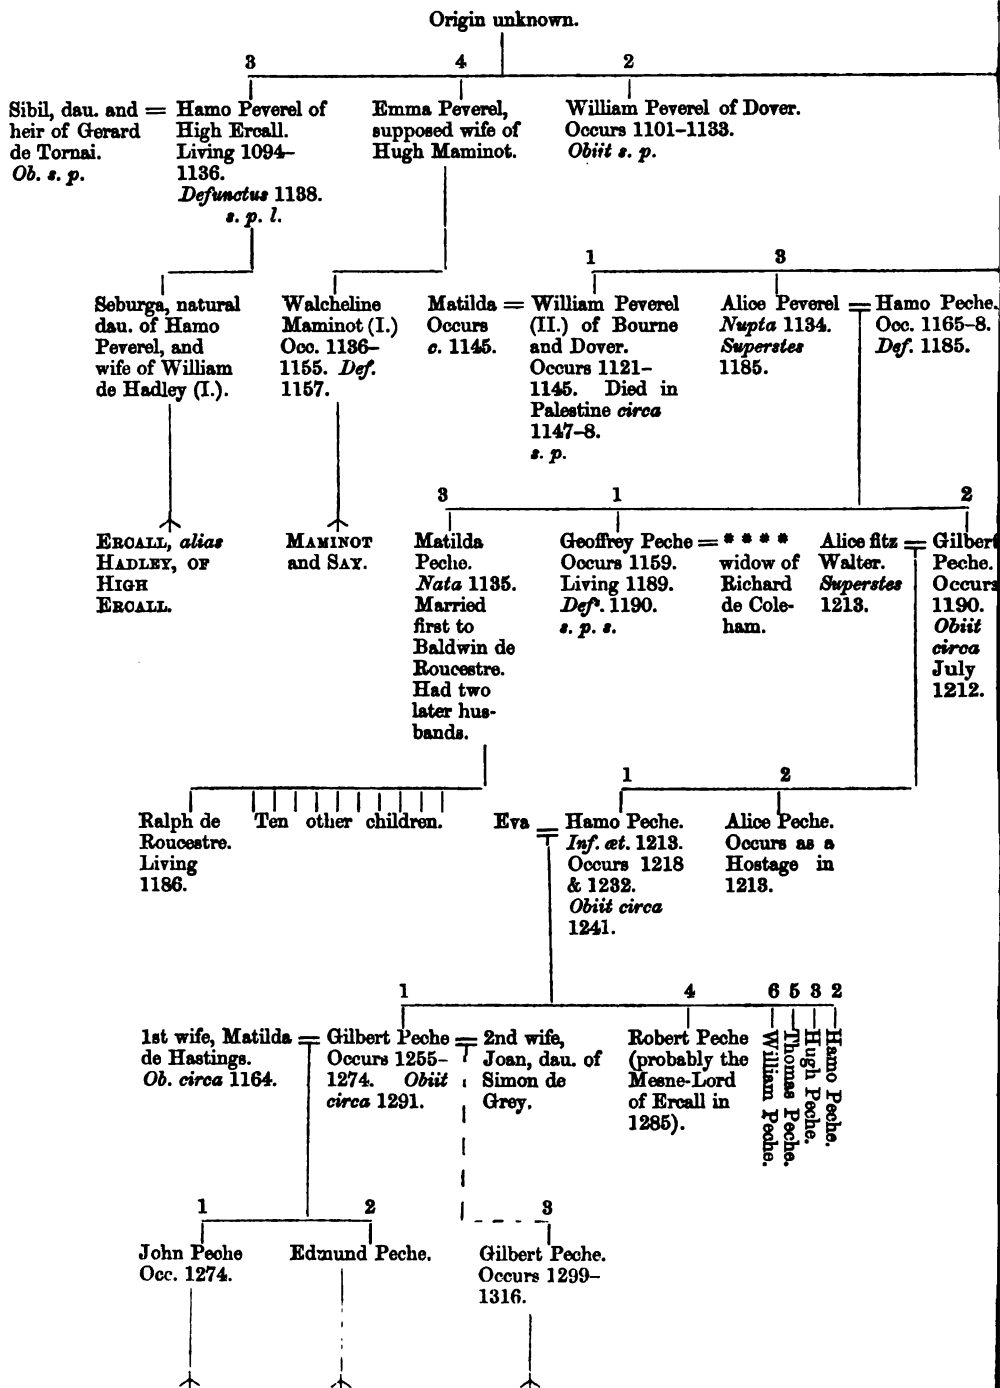 Origin unknown.
3
4
2
Sibil, dau. and =
heir of Gerard
de Tornai.
Ob. s. p.
Hamo Peverel of
High Ercall.
Living 1094–
1136.
Defunctus 1138.
s. p. l.
Emma Peverel,
supposed wife of
Hugh Maminot.
William Peverel of Dover.
Occurs 1101–1133.
Obiit s. p.
1
3
Seburga, natural
dau. of Hamo
Peverel, and
wife of William
de Hadley (I.).
Walcheline
Maminot (I.)
Occ. 1136–
1155. Def.
1157.
Matilda =
Occurs
c. 1145.
William Peverel
(II.) of Bourne
and Dover.
Occurs 1121–
1145. Died in
Palestine circa
1147–8.
s. p.
Alice Peverel =
Nupta 1134.
Superstes
1185.
Hamo Peche.
Occ. 1165–8.
Def. 1185.
3
1
2
ERCALL, alias
HADLEY, OF
HIGH
ERCALL.
MAMINOT
and SAY.
Matilda
Peche.
Nata 1135.
Married
first to
Baldwin de
Roucestre.
Had two
later hus-
bands.
Geoffrey Peche =
Occurs 1159.
Living 1189.
Defs. 1190.
s. p. s.
* * * *
widow of
Richard
de Cole-
ham.
Alice fitz =
Walter.
Superstes
1213.
Gilbert
Peche.
Occurs
1190.
Obiit
circa
July
1212.
1
2
Ralph de
Roucestre.
Living
1186.
Ten other children.
Eva =
Hamo Peche.
Inf. æt. 1213.
Occurs 1218
& 1232.
Obiit circa
1241.
Alice Peche.
Occurs as a
Hostage in
1213.
1
4
6 5 3 2
1st wife, Matilda =
de Hastings.
Ob. circa 1164.
Gilbert Peche =
Occurs 1255–
1274. Obiit
circa 1291.
2nd wife,
Joan, dau. of
Simon de
Grey.
Robert Peche
(probably the
Mesne-Lord
of Ercall in
1285).
William Peche.
Thomas Peche.
Hugh Peche.
Hamo Peche.
1
2
3
John Peche
Occ. 1274.
Edmund Peche.
Gilbert Peche.
Occurs 1299–
1316.